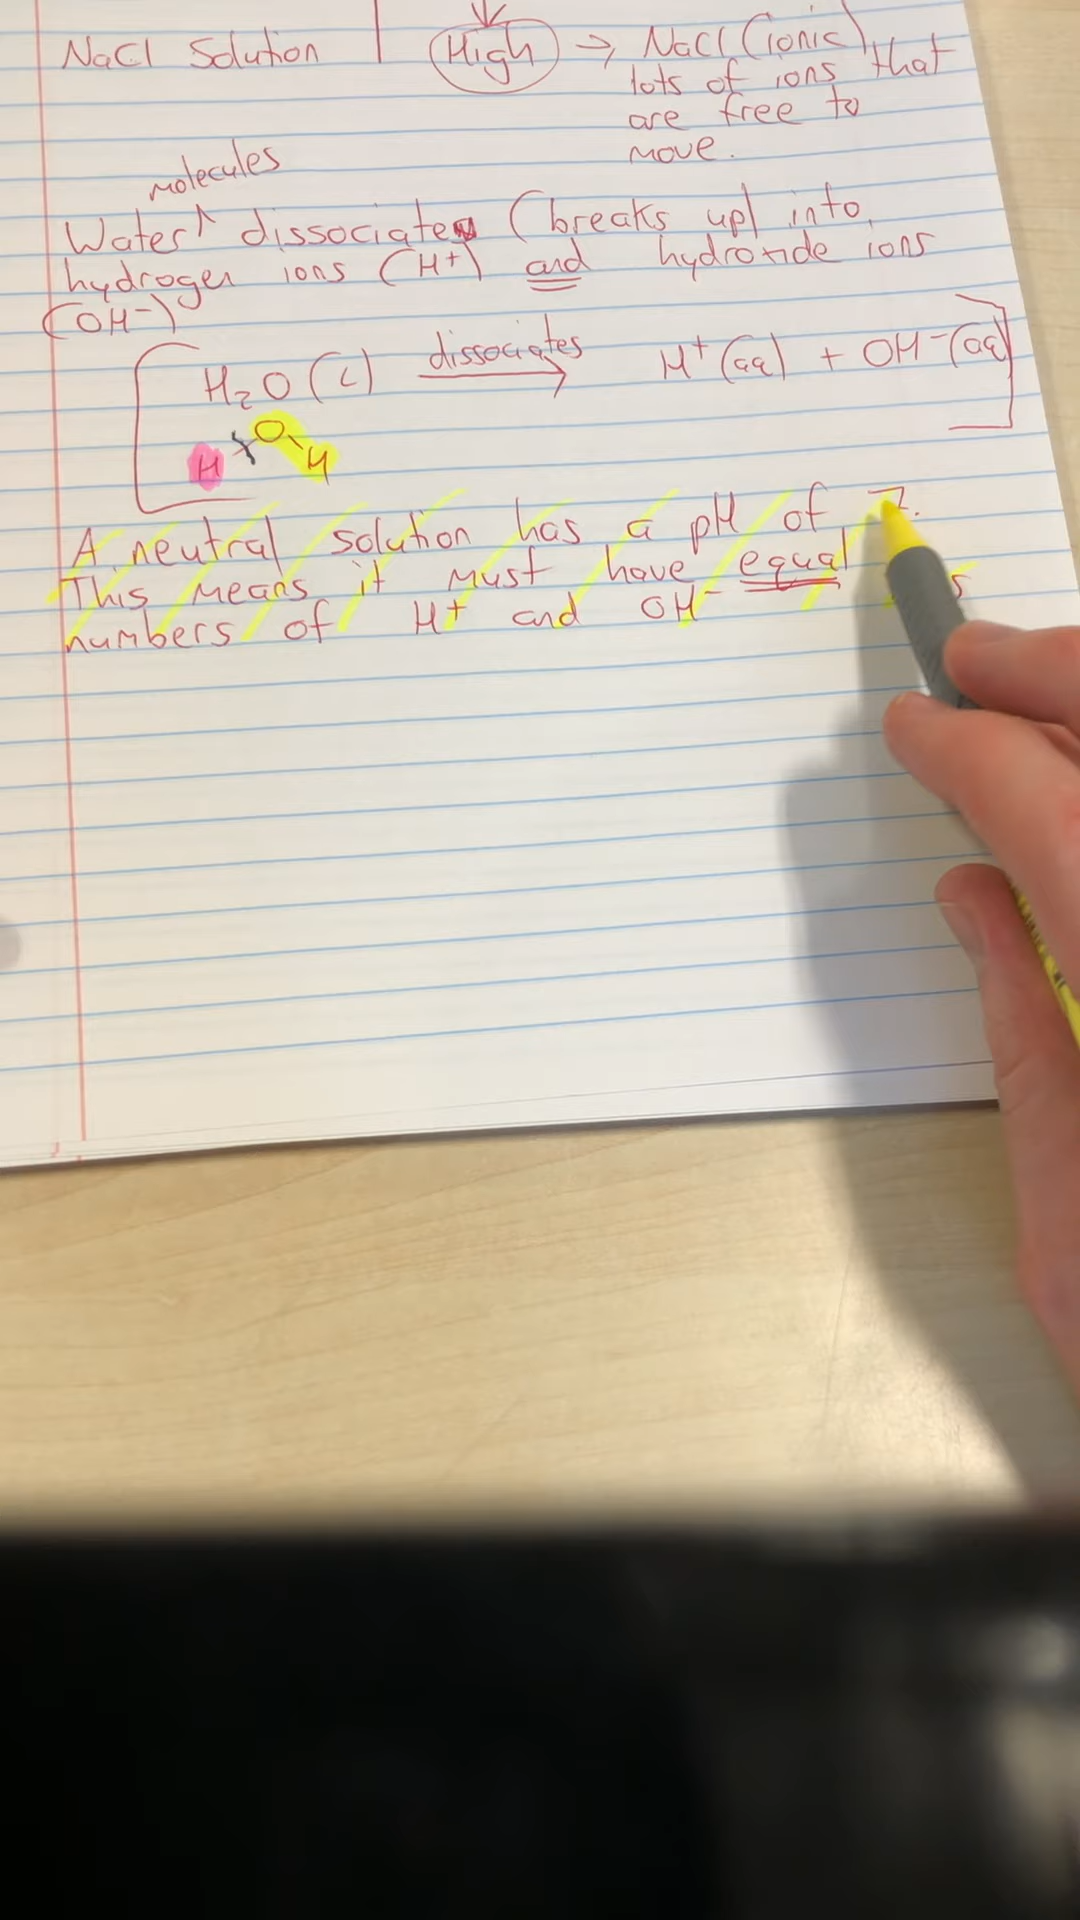 NaCl Solution | High → NaCl (ionic)
lots of ions that
are free to
move.
molecules
Water^ dissociates (breaks up) into
hydrogen ions (H+) and hydroxide ions
(OH-)
H2O (L) dissociates → H+ (aq) + OH- (aq)
H O H
A neutral solution has a pH of 7.
This means it must have equal
numbers of H+ and OH-